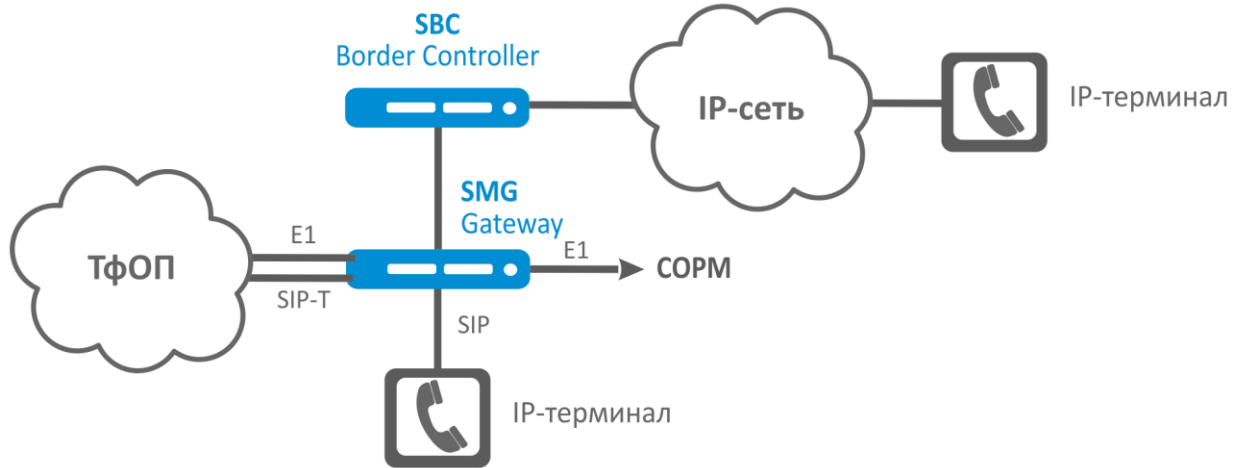 SBC
Border Controller
IP-сеть
IP-терминал
SMG
Gateway
ТфОП
E1
SIP-T
E1
СОРМ
SIP
IP-терминал